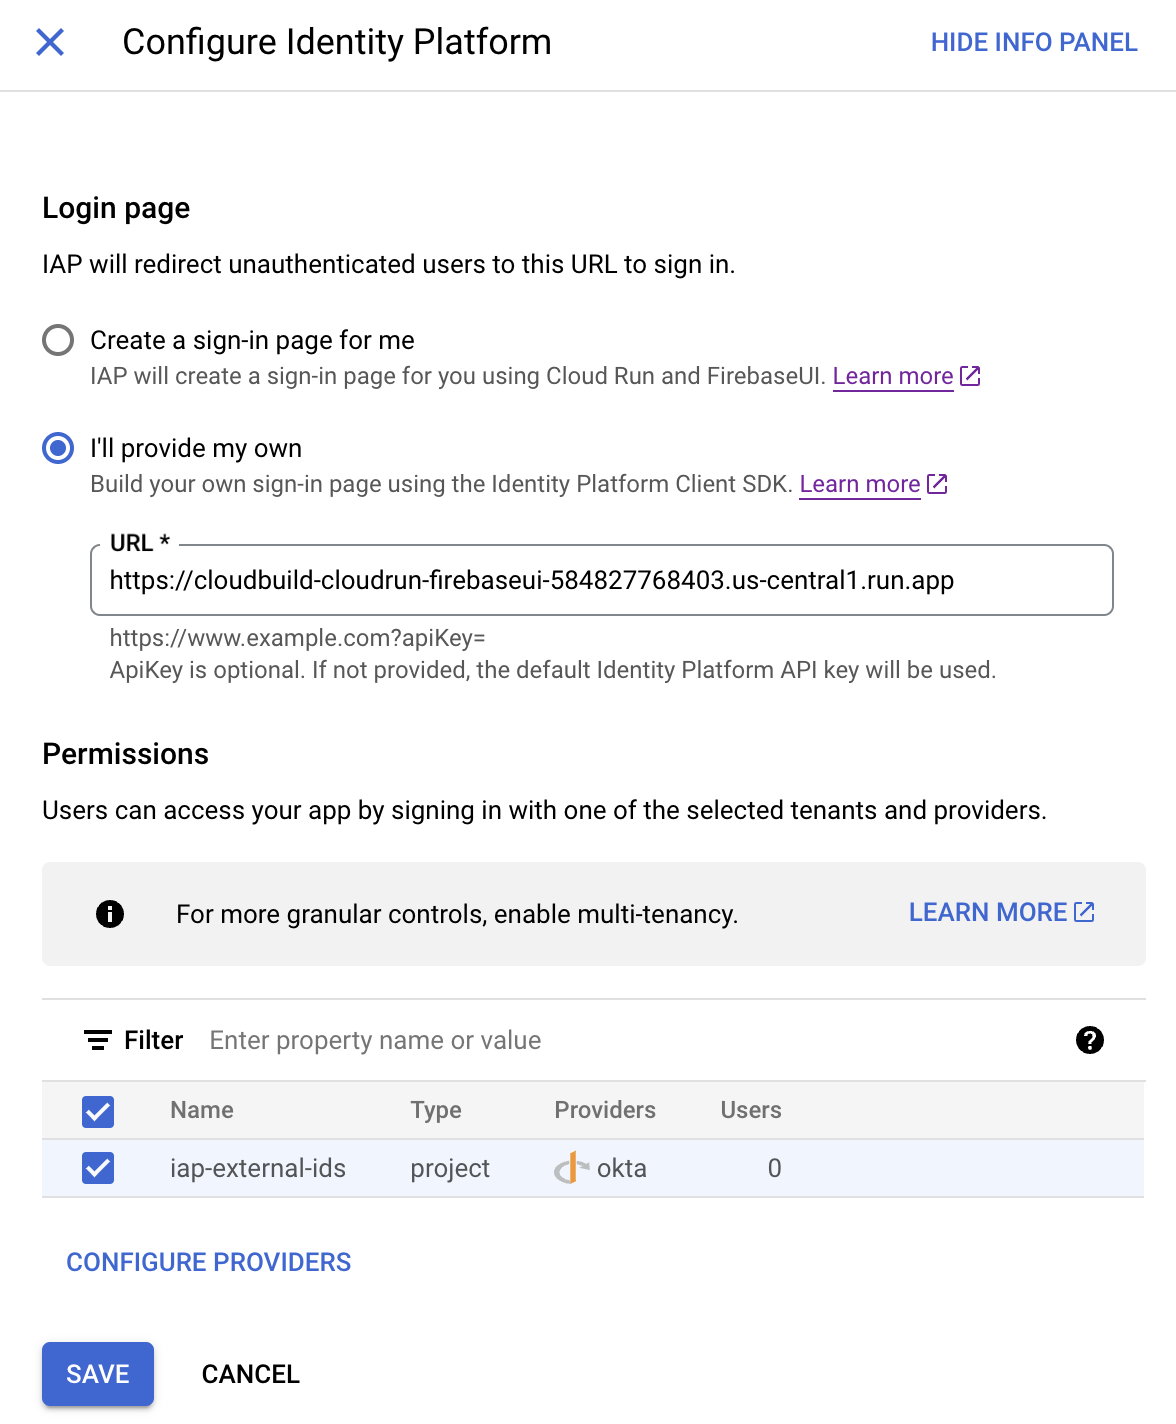 Configure Identity Platform
HIDE INFO PANEL
Login page
IAP will redirect unauthenticated users to this URL to sign in.
Create a sign-in page for me
IAP will create a sign-in page for you using Cloud Run and FirebaseUI. Learn more
I'll provide my own
Build your own sign-in page using the Identity Platform Client SDK. Learn more
URL *
https://cloudbuild-cloudrun-firebaseui-584827768403.us-central1.run.app
https://www.example.com?apiKey=
ApiKey is optional. If not provided, the default Identity Platform API key will be used.
Permissions
Users can access your app by signing in with one of the selected tenants and providers.
For more granular controls, enable multi-tenancy.
LEARN MORE
Filter Enter property name or value
Name Type Providers Users
iap-external-ids project okta 0
CONFIGURE PROVIDERS
SAVE CANCEL